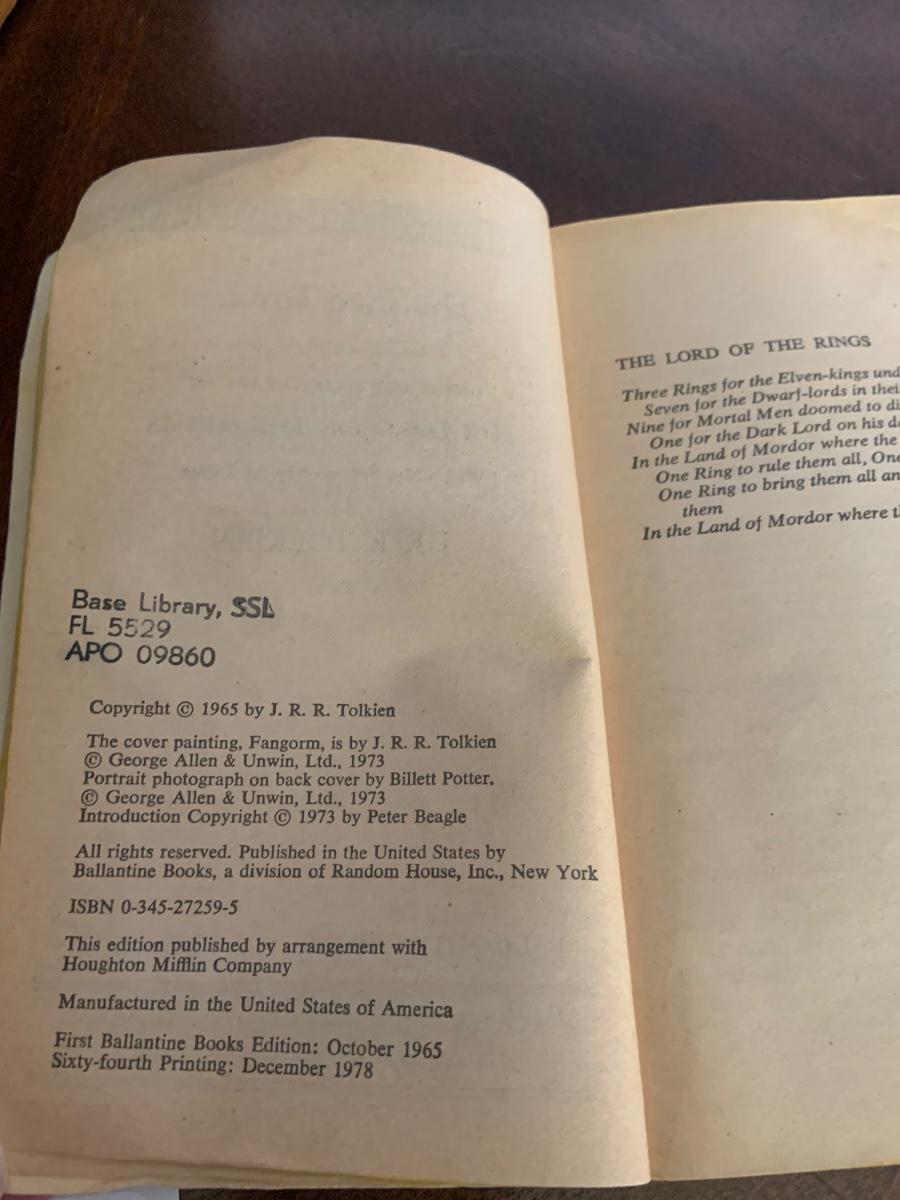 Base Library, SSL
FL 5529
APO 09860
Copyright © 1965 by J. R. R. Tolkien
The cover painting, Fangorm, is by J. R. R. Tolkien
© George Allen & Unwin, Ltd., 1973
Portrait photograph on back cover by Billett Potter.
© George Allen & Unwin, Ltd., 1973
Introduction Copyright © 1973 by Peter Beagle
All rights reserved. Published in the United States by
Ballantine Books, a division of Random House, Inc., New York
ISBN 0-345-27259-5
This edition published by arrangement with
Houghton Mifflin Company
Manufactured in the United States of America
First Ballantine Books Edition: October 1965
Sixty-fourth Printing: December 1978
THE LORD OF THE RINGS
Three Rings for the Elven-kings
Seven for the Dwarf-lords in
Nine for Mortal Men doomed to
One for the Dark Lord on his
In the Land of Mordor where the
One Ring to rule them all,
One Ring to bring them all
them
In the Land of Mordor where